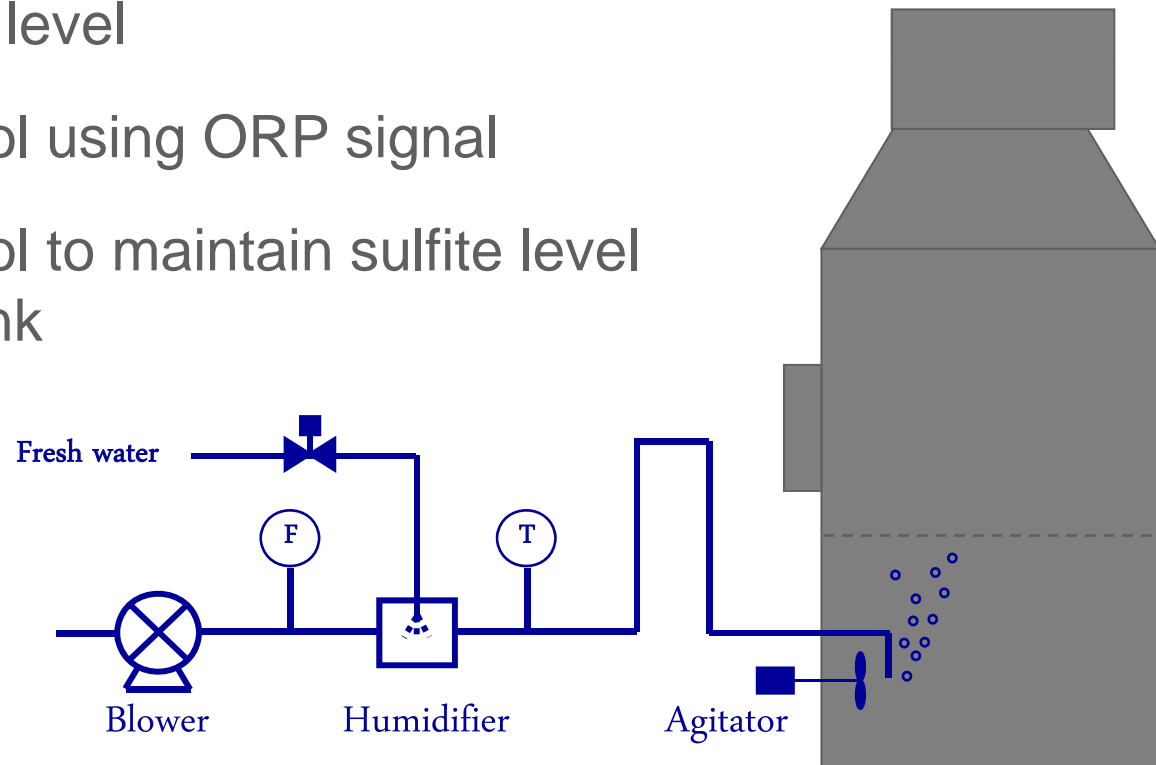 level
ol using ORP signal
ol to maintain sulfite level
nk
Fresh water
F
T
Blower
Humidifier
Agitator